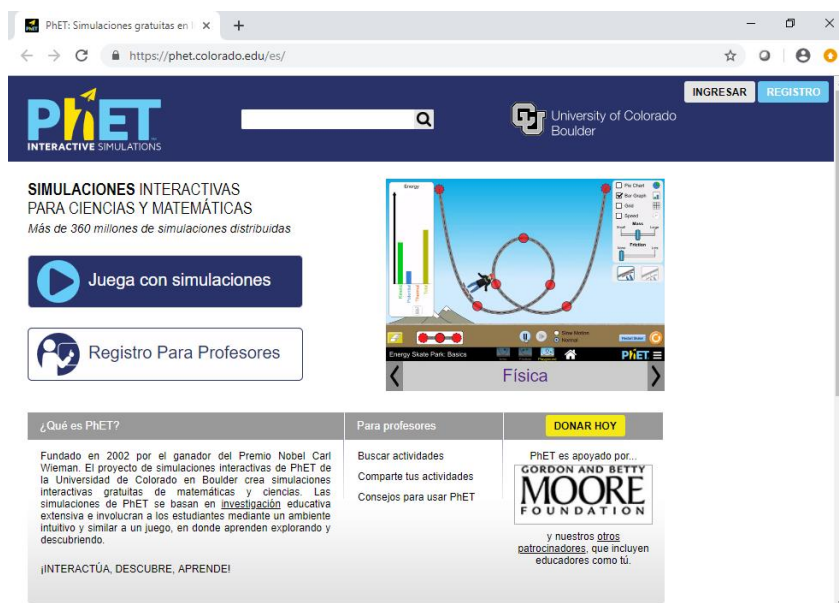 PhET: Simulaciones gratuitas en l
https://phet.colorado.edu/es/
INGRESAR
REGISTRO
PhET
INTERACTIVE SIMULATIONS
University of Colorado
Boulder
SIMULACIONES INTERACTIVAS
PARA CIENCIAS Y MATEMÁTICAS
Más de 360 millones de simulaciones distribuidas
Juega con simulaciones
Registro Para Profesores
Energy
Pie Chart
Bar Graph
Grid
Speed
Mass
Friction
Slow Motion
Normal
Energy Skate Park: Basics
PhET
Física
¿Qué es PhET?
Fundado en 2002 por el ganador del Premio Nobel Carl
Wieman. El proyecto de simulaciones interactivas de PhET de
la Universidad de Colorado en Boulder crea simulaciones
interactivas gratuitas de matemáticas y ciencias. Las
simulaciones de PhET se basan en investigación educativa
extensiva e involucran a los estudiantes mediante un ambiente
intuitivo y similar a un juego, en donde aprenden explorando y
descubriendo.
¡INTERACTÚA, DESCUBRE, APRENDE!
Para profesores
Buscar actividades
Comparte tus actividades
Consejos para usar PhET
DONAR HOY
PhET es apoyado por...
GORDON AND BETTY
MOORE
FOUNDATION
y nuestros otros
patrocinadores, que incluyen
educadores como tú.